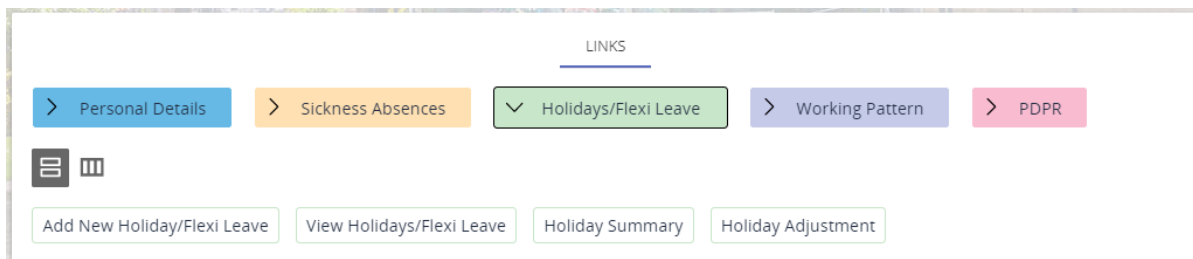 LINKS
Personal Details Sickness Absences Holidays/Flexi Leave Working Pattern PDPR
Add New Holiday/Flexi Leave View Holidays/Flexi Leave Holiday Summary Holiday Adjustment